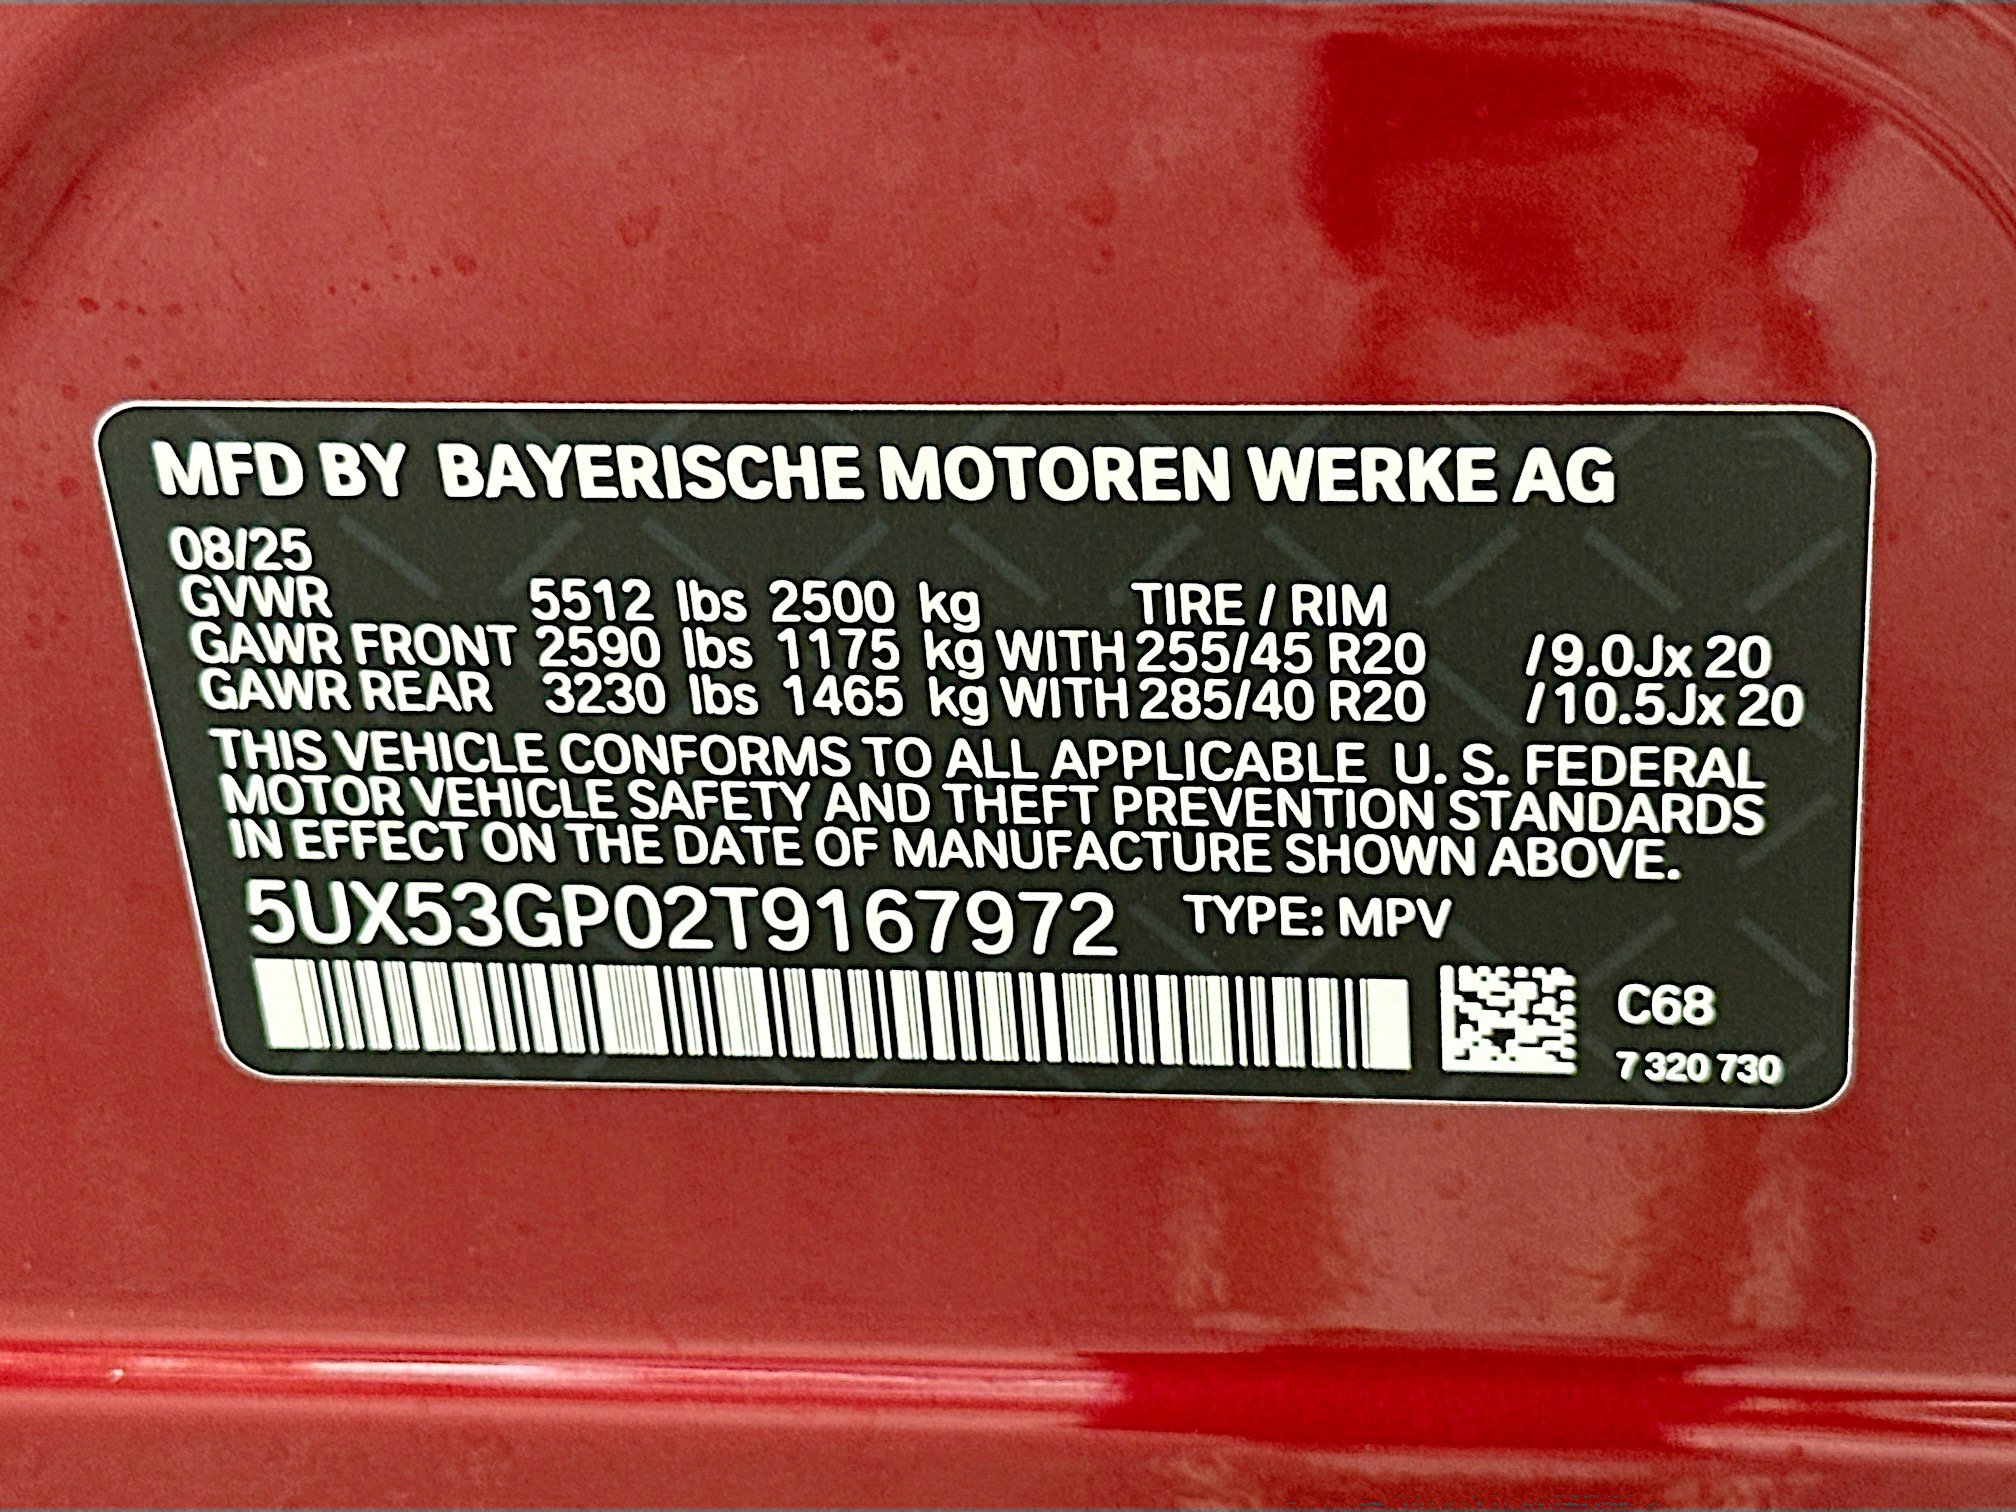 MFD BY BAYERISCHE MOTOREN WERKE AG
08/25
GVWR 5512 lbs 2500 kg TIRE / RIM
GAWR FRONT 2590 lbs 1175 kg WITH 255/45 R20 /9.0Jx 20
GAWR REAR 3230 lbs 1465 kg WITH 285/40 R20 /10.5Jx 20
THIS VEHICLE CONFORMS TO ALL APPLICABLE U. S. FEDERAL
MOTOR VEHICLE SAFETY AND THEFT PREVENTION STANDARDS
IN EFFECT ON THE DATE OF MANUFACTURE SHOWN ABOVE.
5UX53GP02T9167972 TYPE: MPV
C68
7 320 730